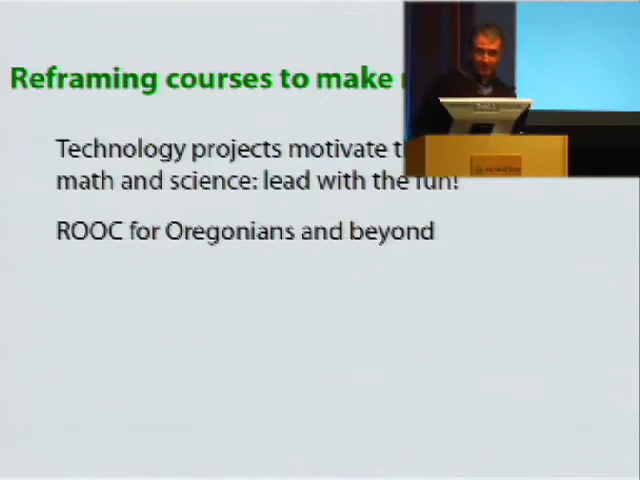 Reframing courses to make
Technology projects motivate
math and science: lead with the fun!
ROOC for Oregonians and beyond